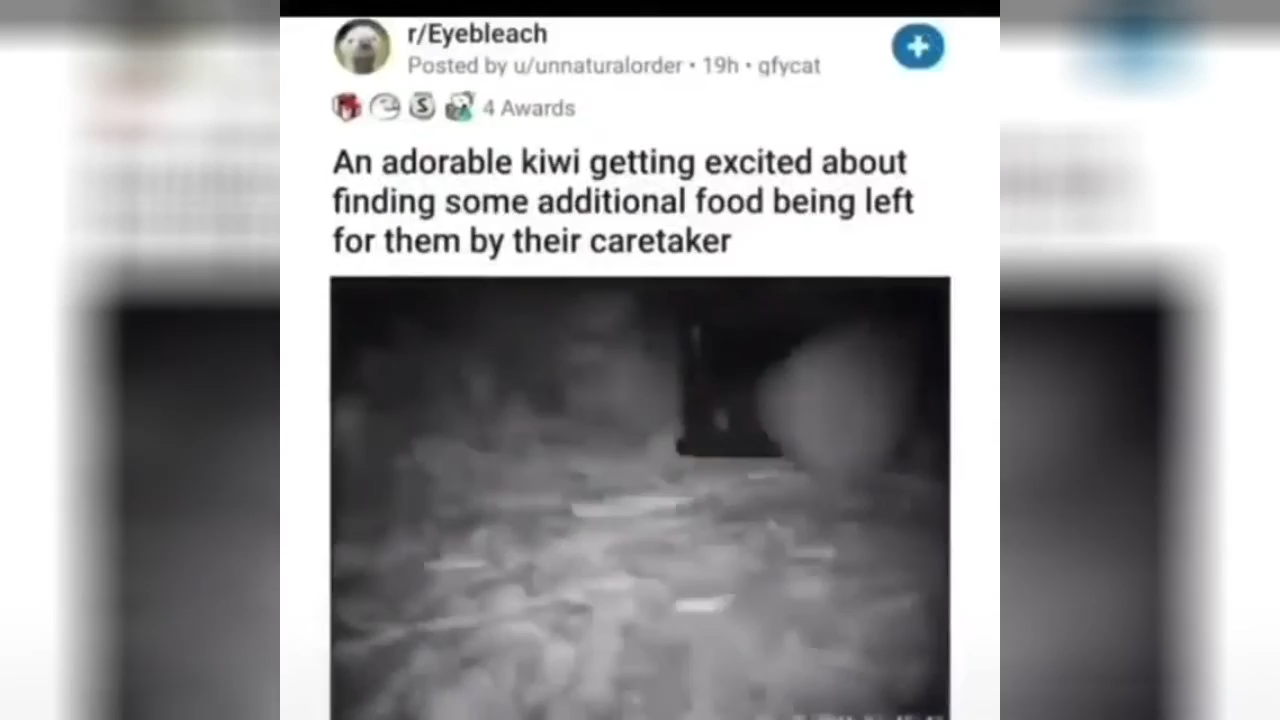 r/Eyebleach
Posted by u/unnaturalorder • 19h • gfycat
4 Awards
An adorable kiwi getting excited about
finding some additional food being left
for them by their caretaker